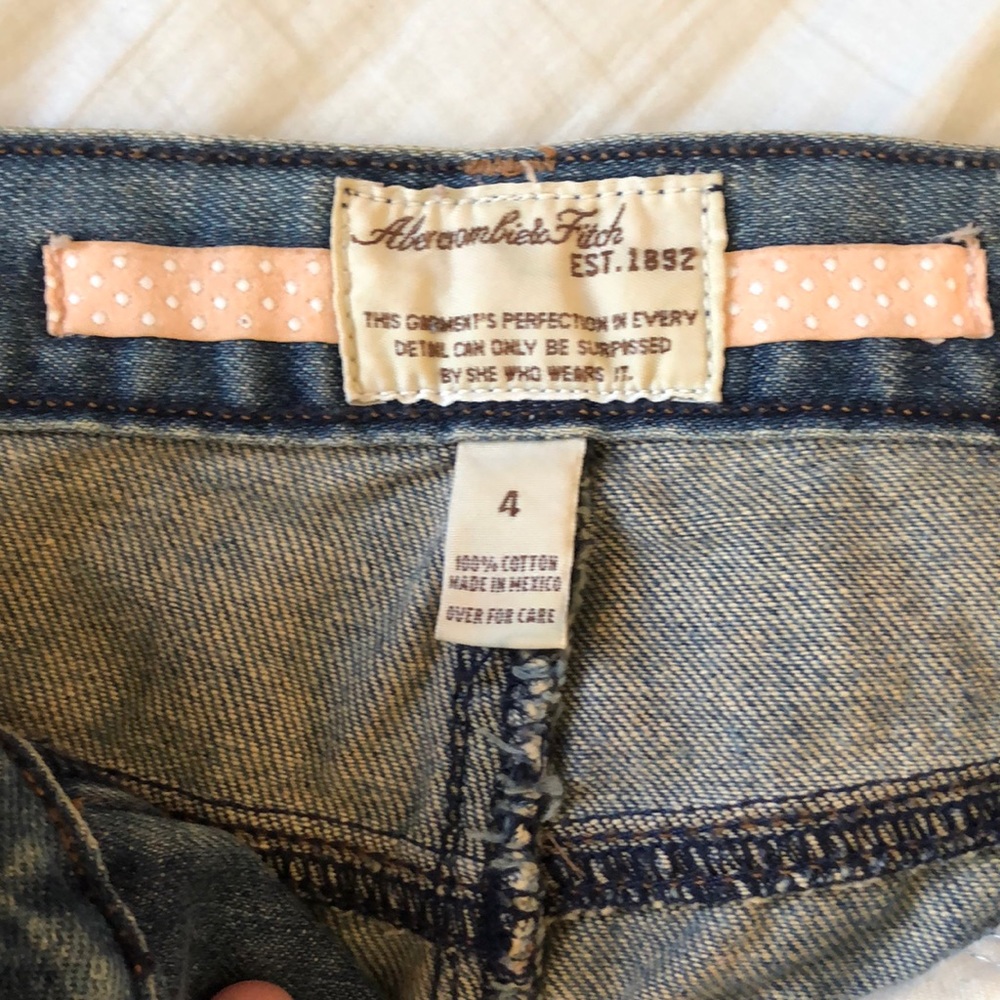 Abercrombie & Fitch
EST. 1892
THIS GARMENT'S PERFECTION IN EVERY
DETAIL CAN ONLY BE SURPASSED
BY SHE WHO WEARS IT.
4
100% COTTON
MADE IN MEXICO
OVER FOR CARE